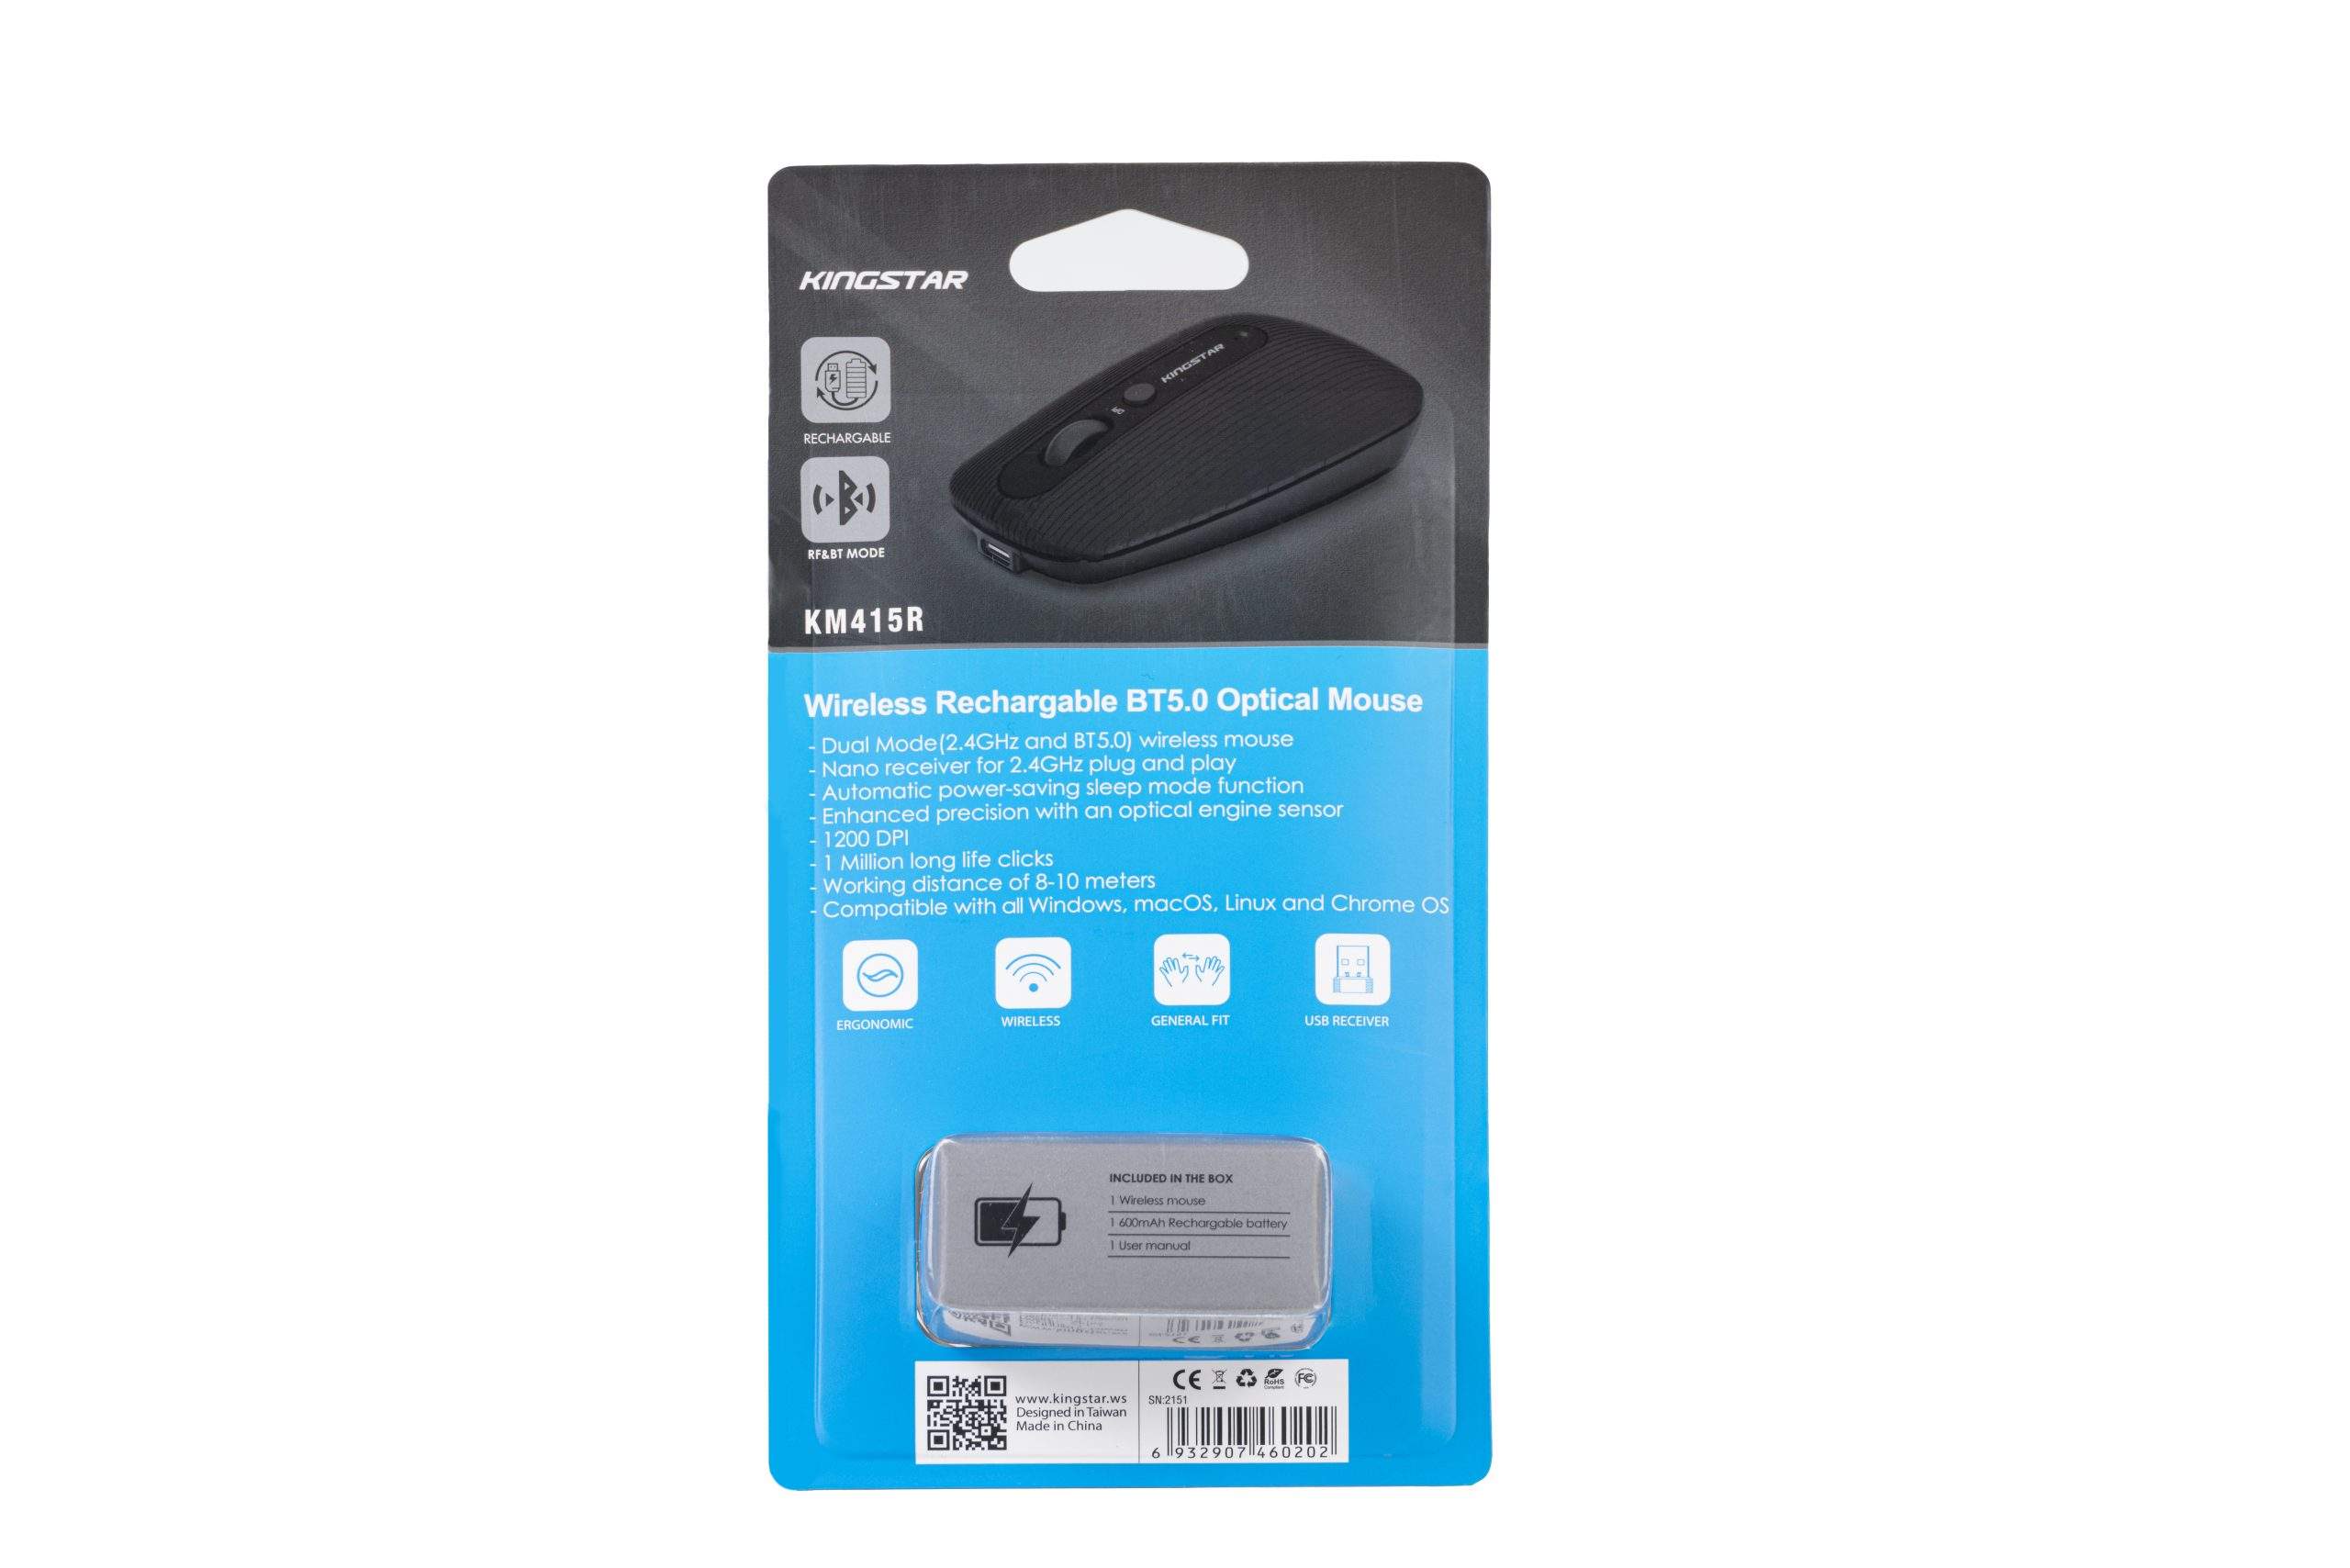 KINGSTAR
KINGSTAR
RECHARGABLE
RF&BT MODE
KM415R
Wireless Rechargable BT5.0 Optical Mouse
- Dual Mode(2.4GHz and BT5.0) wireless mouse
- Nano receiver for 2.4GHz plug and play
- Automatic power-saving sleep mode function
- Enhanced precision with an optical engine sensor
- 1200 DPI
- 1 Million long life clicks
- Working distance of 8-10 meters
- Compatible with all Windows, macOS, Linux and Chrome OS
ERGONOMIC
WIRELESS
GENERAL FIT
USB RECEIVER
INCLUDED IN THE BOX
1 Wireless mouse
1 600mAh Rechargable battery
1 User manual
www.kingstar.ws
Designed in Taiwan
Made in China
CE
RoHS
Compliant
FC
SN:2151
6 932907 460202